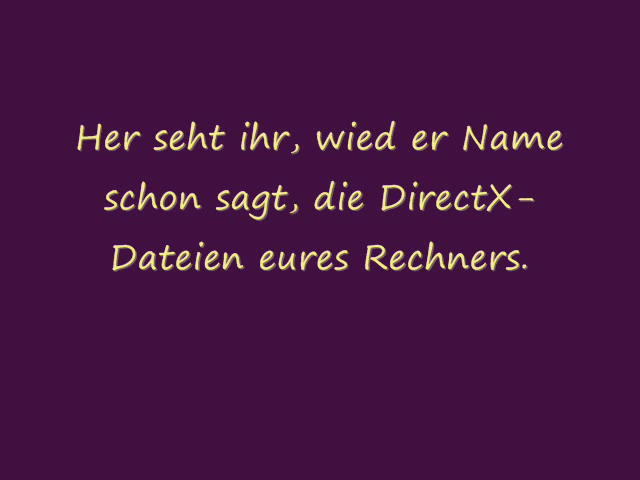 Her seht ihr, wied er Name
schon sagt, die DirectX-
Dateien eures Rechners.